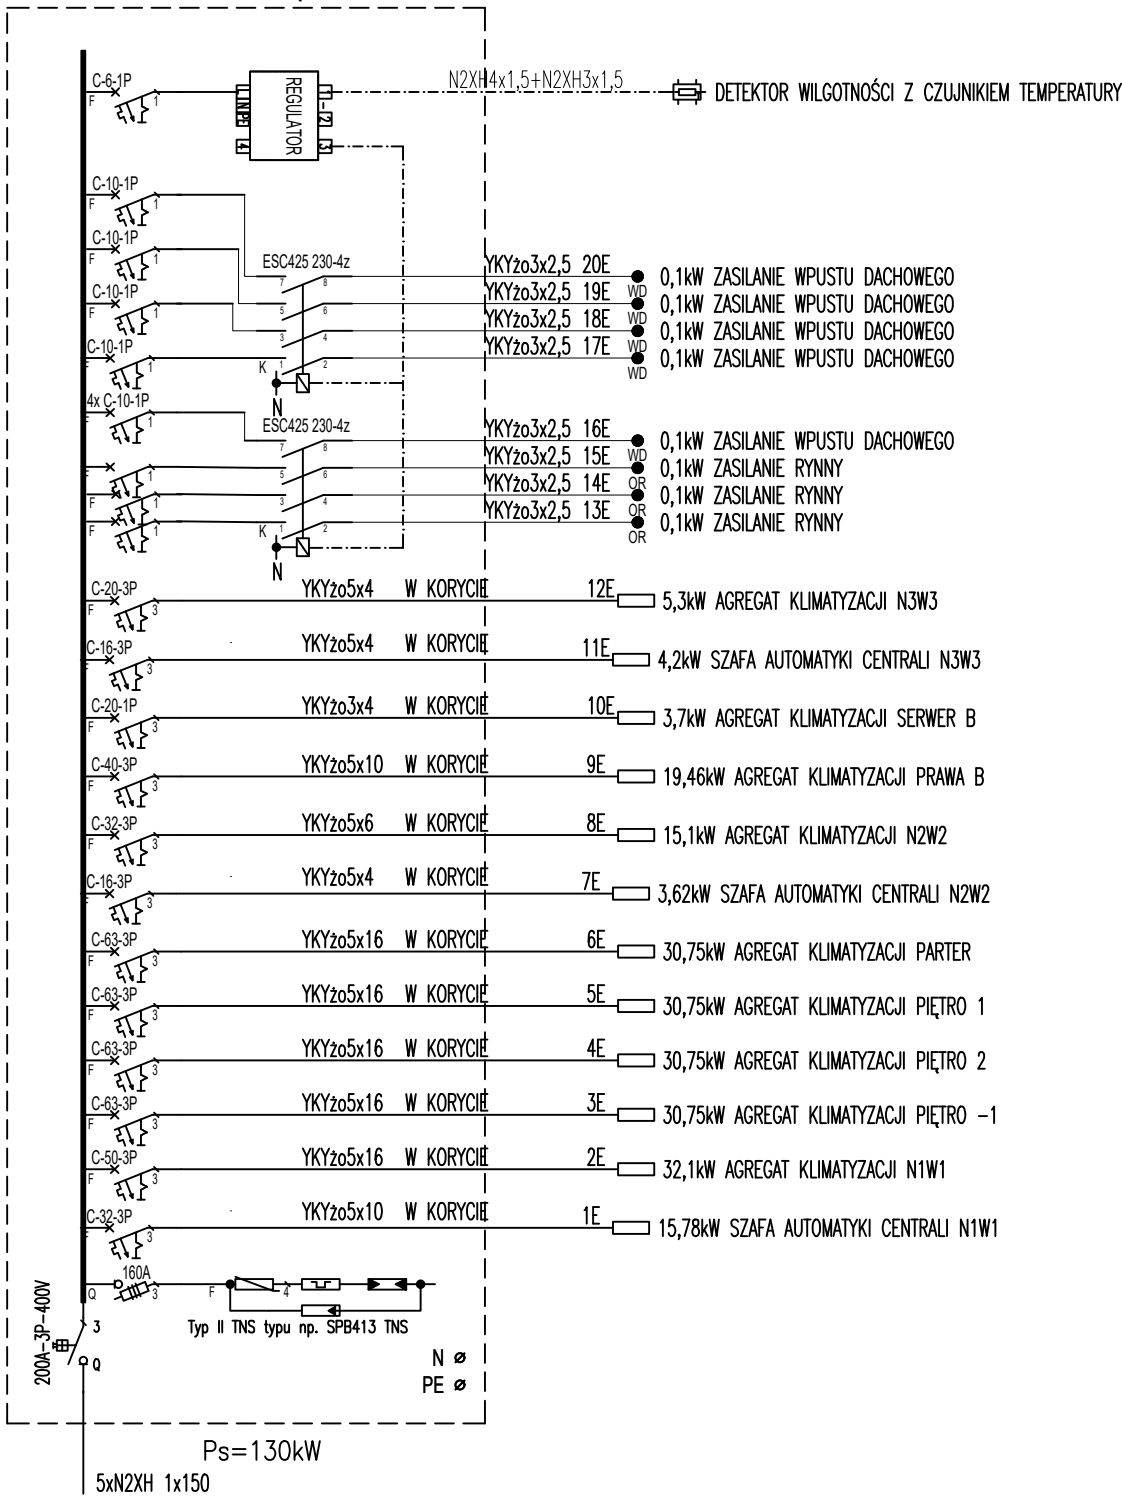 C-6-1P
F
1
L
N
PE
4
REGULATOR
1
-2
3
N2XH4x1,5+N2XH3x1,5
DETEKTOR WILGOTNOŚCI Z CZUJNIKIEM TEMPERATURY
C-10-1P
F
1
C-10-1P
F
1
C-10-1P
F
1
C-10-1P
F
1
ESC425 230-4z
7 8
5 6
3 4
1 2
K
N
YKYżo3x2,5 20E
WD
0,1kW ZASILANIE WPUSTU DACHOWEGO
YKYżo3x2,5 19E
WD
0,1kW ZASILANIE WPUSTU DACHOWEGO
YKYżo3x2,5 18E
WD
0,1kW ZASILANIE WPUSTU DACHOWEGO
YKYżo3x2,5 17E
WD
0,1kW ZASILANIE WPUSTU DACHOWEGO
4x C-10-1P
F
1
F
1
F
1
F
1
ESC425 230-4z
7 8
5 6
3 4
1 2
K
N
YKYżo3x2,5 16E
WD
0,1kW ZASILANIE WPUSTU DACHOWEGO
YKYżo3x2,5 15E
OR
0,1kW ZASILANIE RYNNY
YKYżo3x2,5 14E
OR
0,1kW ZASILANIE RYNNY
YKYżo3x2,5 13E
OR
0,1kW ZASILANIE RYNNY
C-20-3P
F
3
YKYżo5x4 W KORYCIE 12E
5,3kW AGREGAT KLIMATYZACJI N3W3
C-16-3P
F
3
YKYżo5x4 W KORYCIE 11E
4,2kW SZAFA AUTOMATYKI CENTRALI N3W3
C-20-1P
F
3
YKYżo3x4 W KORYCIE 10E
3,7kW AGREGAT KLIMATYZACJI SERWER B
C-40-3P
F
3
YKYżo5x10 W KORYCIE 9E
19,46kW AGREGAT KLIMATYZACJI PRAWA B
C-32-3P
F
3
YKYżo5x6 W KORYCIE 8E
15,1kW AGREGAT KLIMATYZACJI N2W2
C-16-3P
F
3
YKYżo5x4 W KORYCIE 7E
3,62kW SZAFA AUTOMATYKI CENTRALI N2W2
C-63-3P
F
3
YKYżo5x16 W KORYCIE 6E
30,75kW AGREGAT KLIMATYZACJI PARTER
C-63-3P
F
3
YKYżo5x16 W KORYCIE 5E
30,75kW AGREGAT KLIMATYZACJI PIĘTRO 1
C-63-3P
F
3
YKYżo5x16 W KORYCIE 4E
30,75kW AGREGAT KLIMATYZACJI PIĘTRO 2
C-63-3P
F
3
YKYżo5x16 W KORYCIE 3E
30,75kW AGREGAT KLIMATYZACJI PIĘTRO -1
C-50-3P
F
3
YKYżo5x16 W KORYCIE 2E
32,1kW AGREGAT KLIMATYZACJI N1W1
C-32-3P
F
3
YKYżo5x10 W KORYCIE 1E
15,78kW SZAFA AUTOMATYKI CENTRALI N1W1
160A
Q
3
F
4
Typ II TNS typu np. SPB413 TNS
200A-3P-400V
3
Q
N
PE
Ps=130kW
5xN2XH 1x150